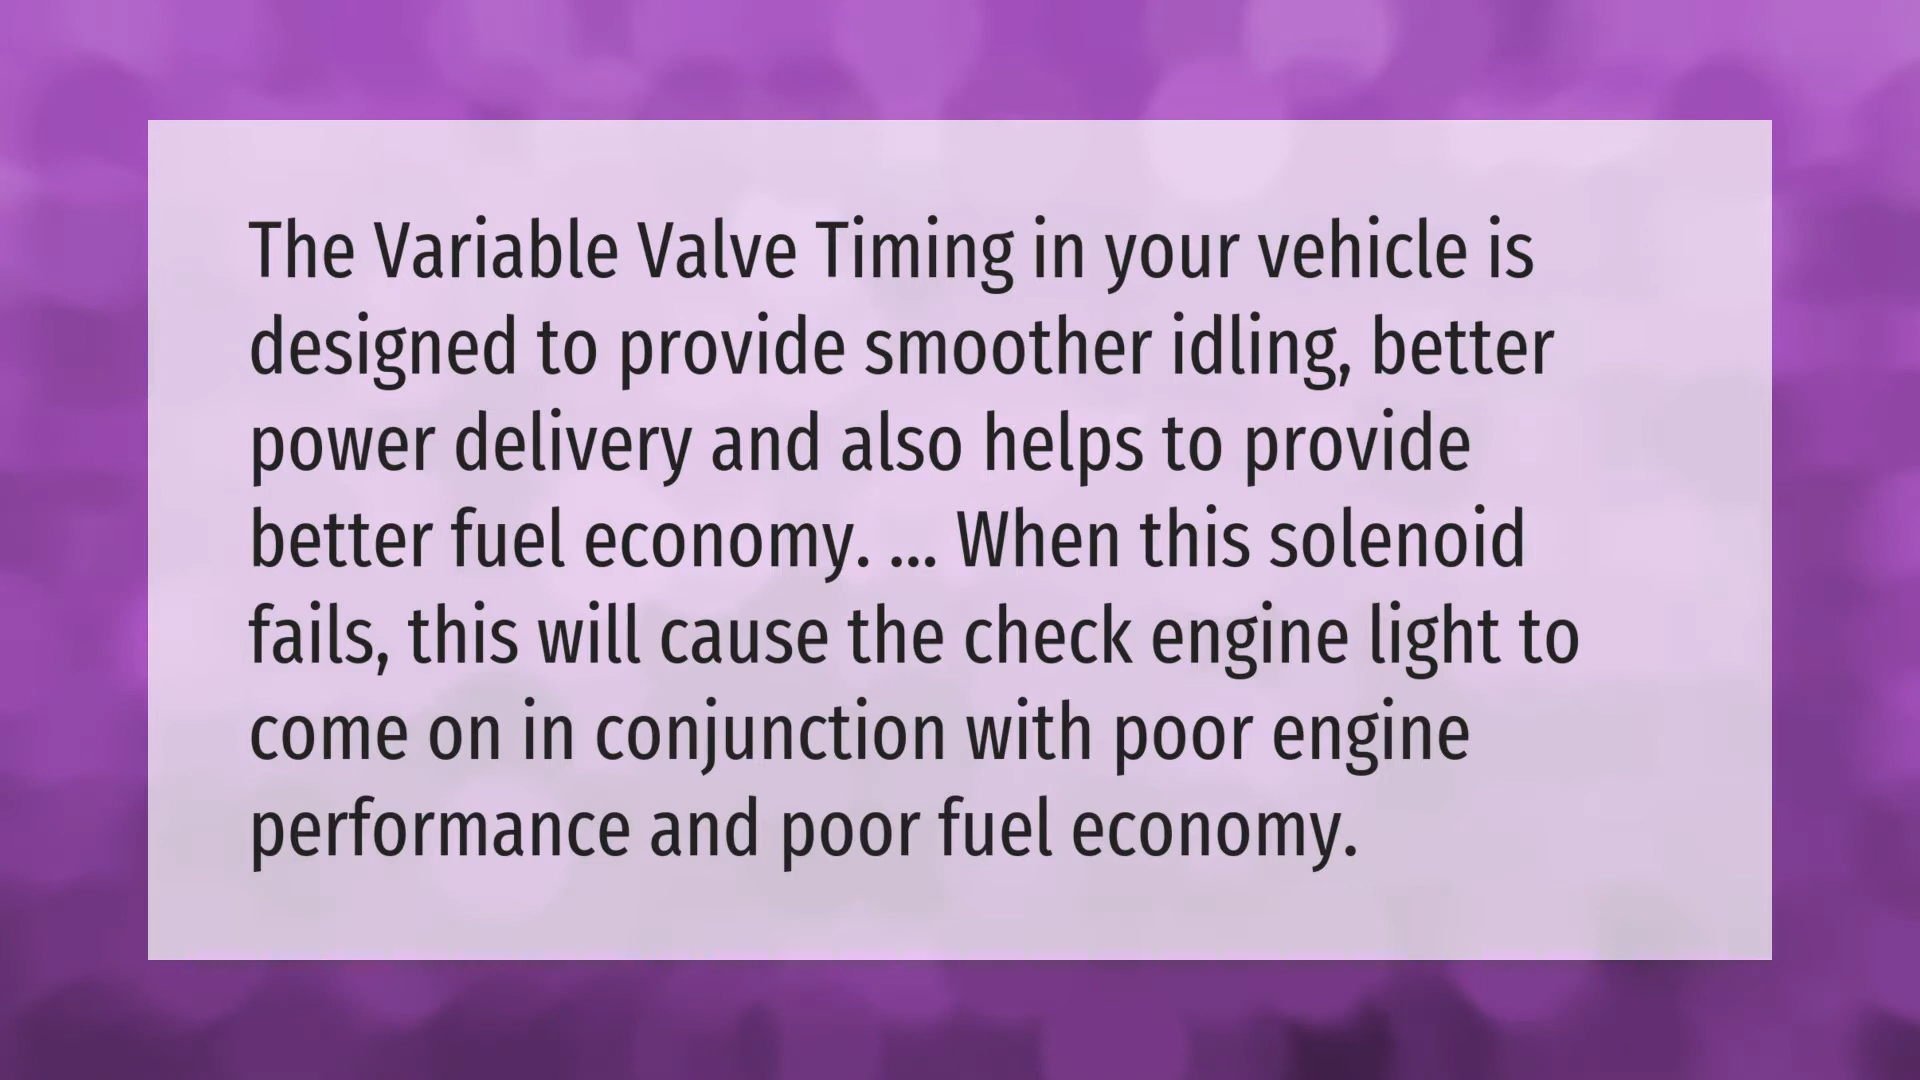 The Variable Valve Timing in your vehicle is
designed to provide smoother idling, better
power delivery and also helps to provide
better fuel economy. ... When this solenoid
fails, this will cause the check engine light to
come on in conjunction with poor engine
performance and poor fuel economy.